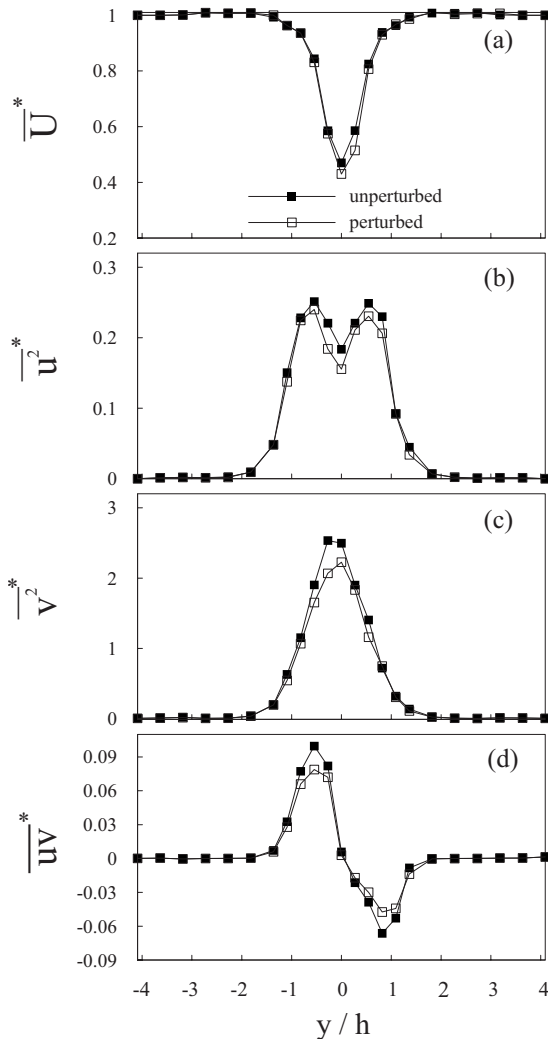 1
(a)
0.8
U̅*
0.6
0.4
unperturbed
perturbed
0.2
0.3
(b)
0.2
u²*
0.1
0
3
(c)
2
v²*
1
0
0.09
(d)
0.06
0.03
uv*
0
-0.03
-0.06
-0.09
-4 -3 -2 -1 0 1 2 3 4
y / h